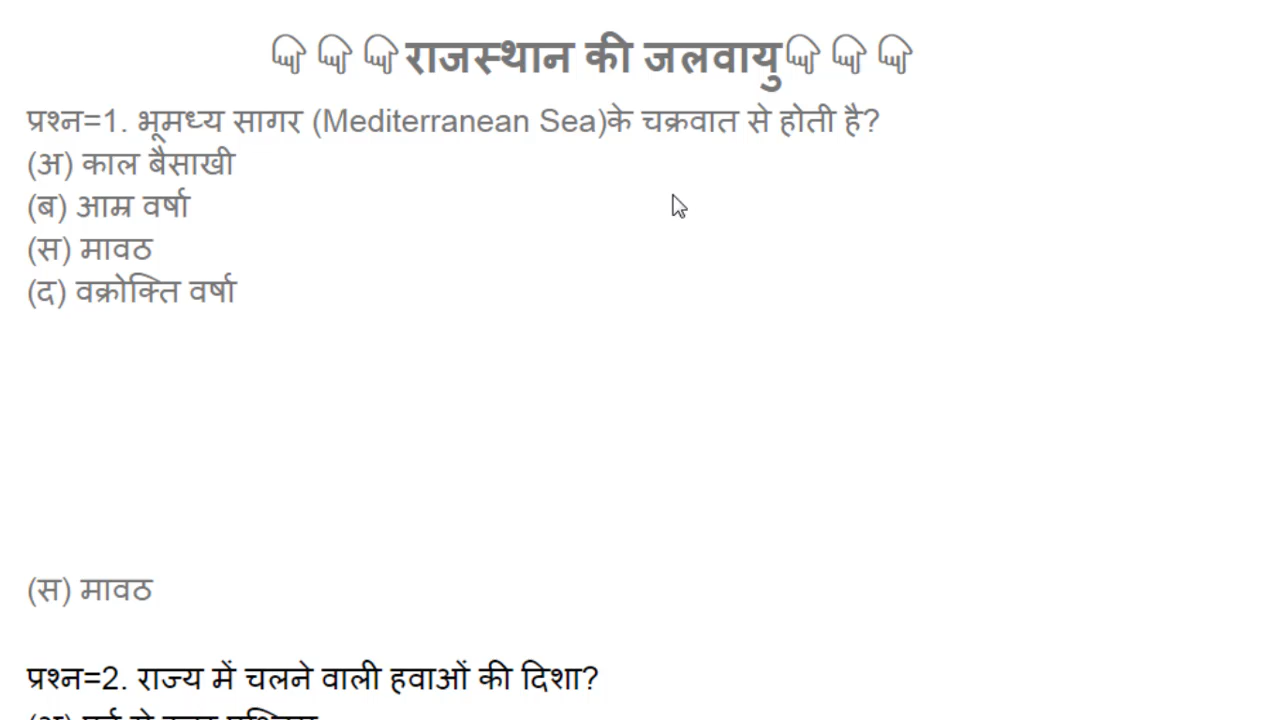 👇👇👇राजस्थान की जलवायु👇👇👇
प्रश्न=1. भूमध्य सागर (Mediterranean Sea)के चक्रवात से होती है?
(अ) काल बैसाखी
(ब) आम्र वर्षा
(स) मावठ
(द) वक्रोक्ति वर्षा
(स) मावठ
प्रश्न=2. राज्य में चलने वाली हवाओं की दिशा?